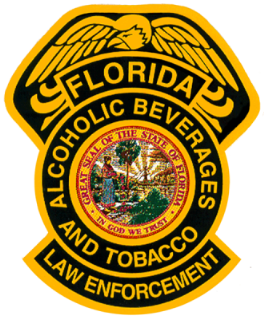 FLORIDA
ALCOHOLIC BEVERAGES
AND TOBACCO
GREAT SEAL OF THE STATE OF FLORIDA
IN GOD WE TRUST
LAW ENFORCEMENT